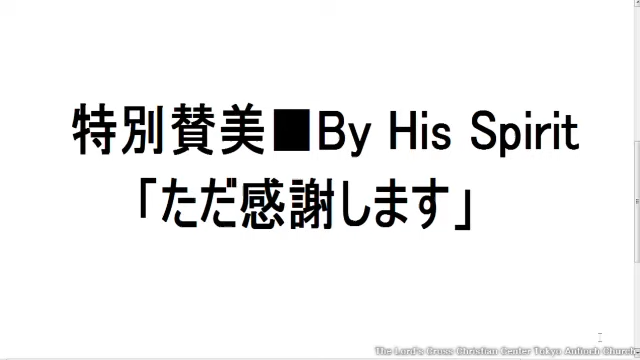 特別賛美■By His Spirit
「ただ感謝します」
The Lord's Cross Christian Center Tokyo Antioch Church